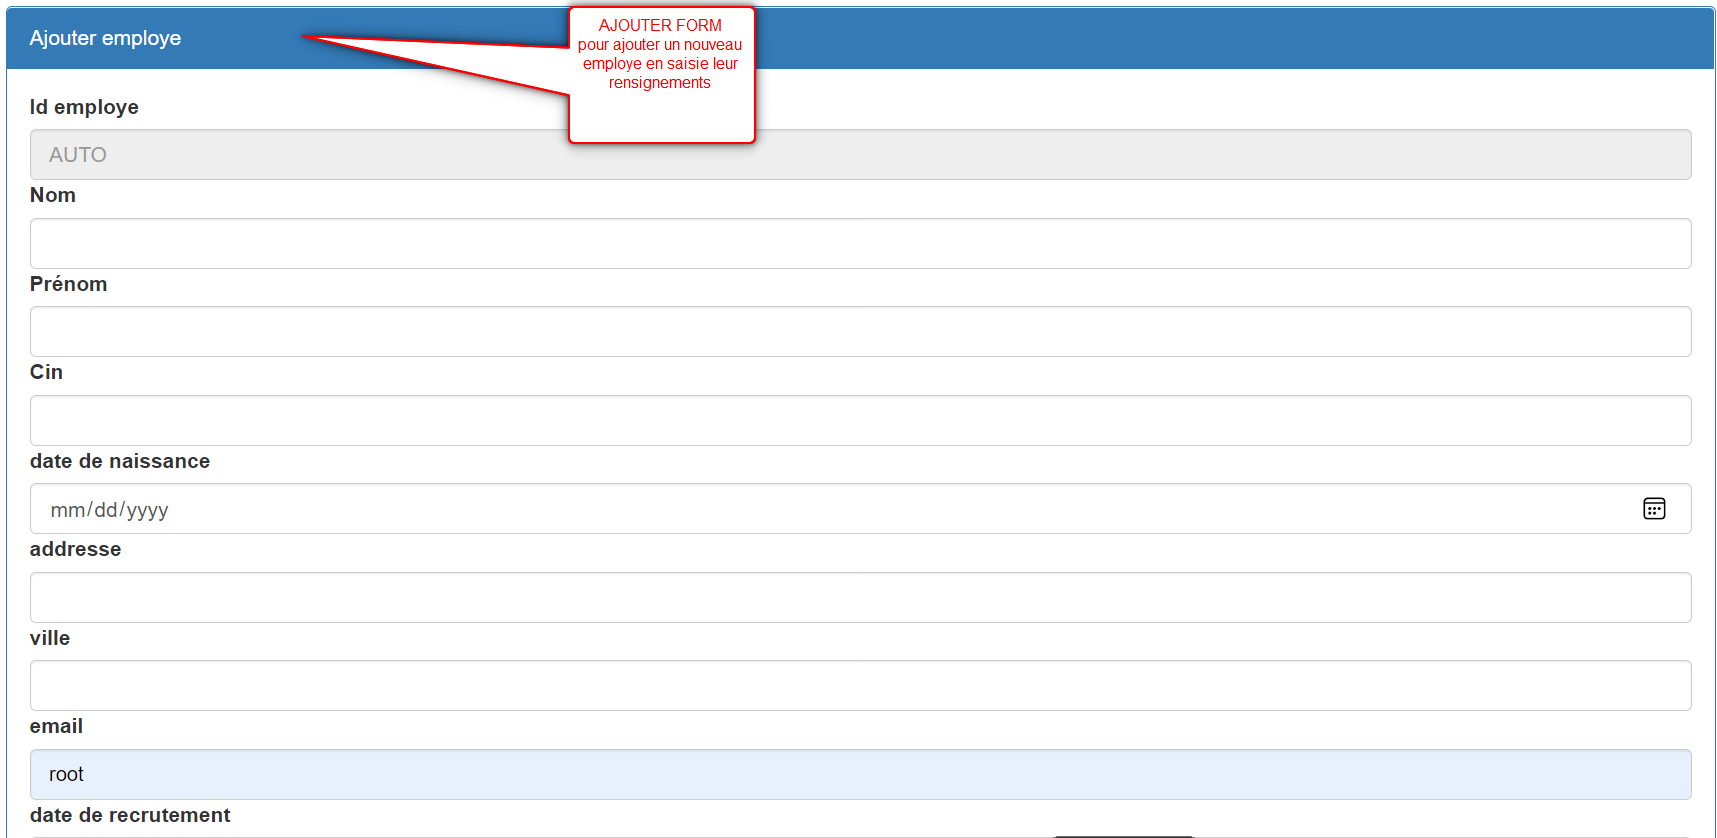 Ajouter employe
AJOUTER FORM
pour ajouter un nouveau
employe en saisie leur
rensignements
Id employe
AUTO
Nom
Prénom
Cin
date de naissance
mm/dd/yyyy
addresse
ville
email
root
date de recrutement